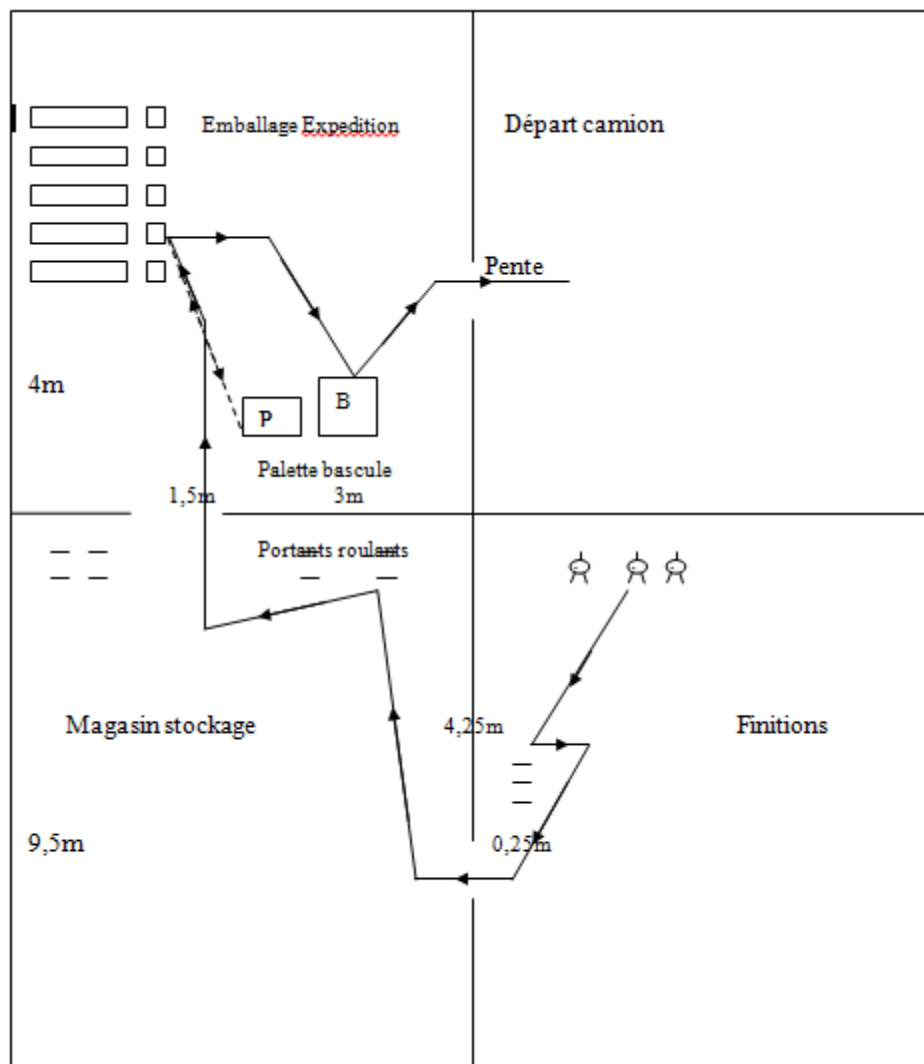 Emballage Expedition
Départ camion
Pente
4m
B
P
Palette bascule
1,5m
3m
Portants roulants
Magasin stockage
4,25m
Finitions
9,5m
0,25m